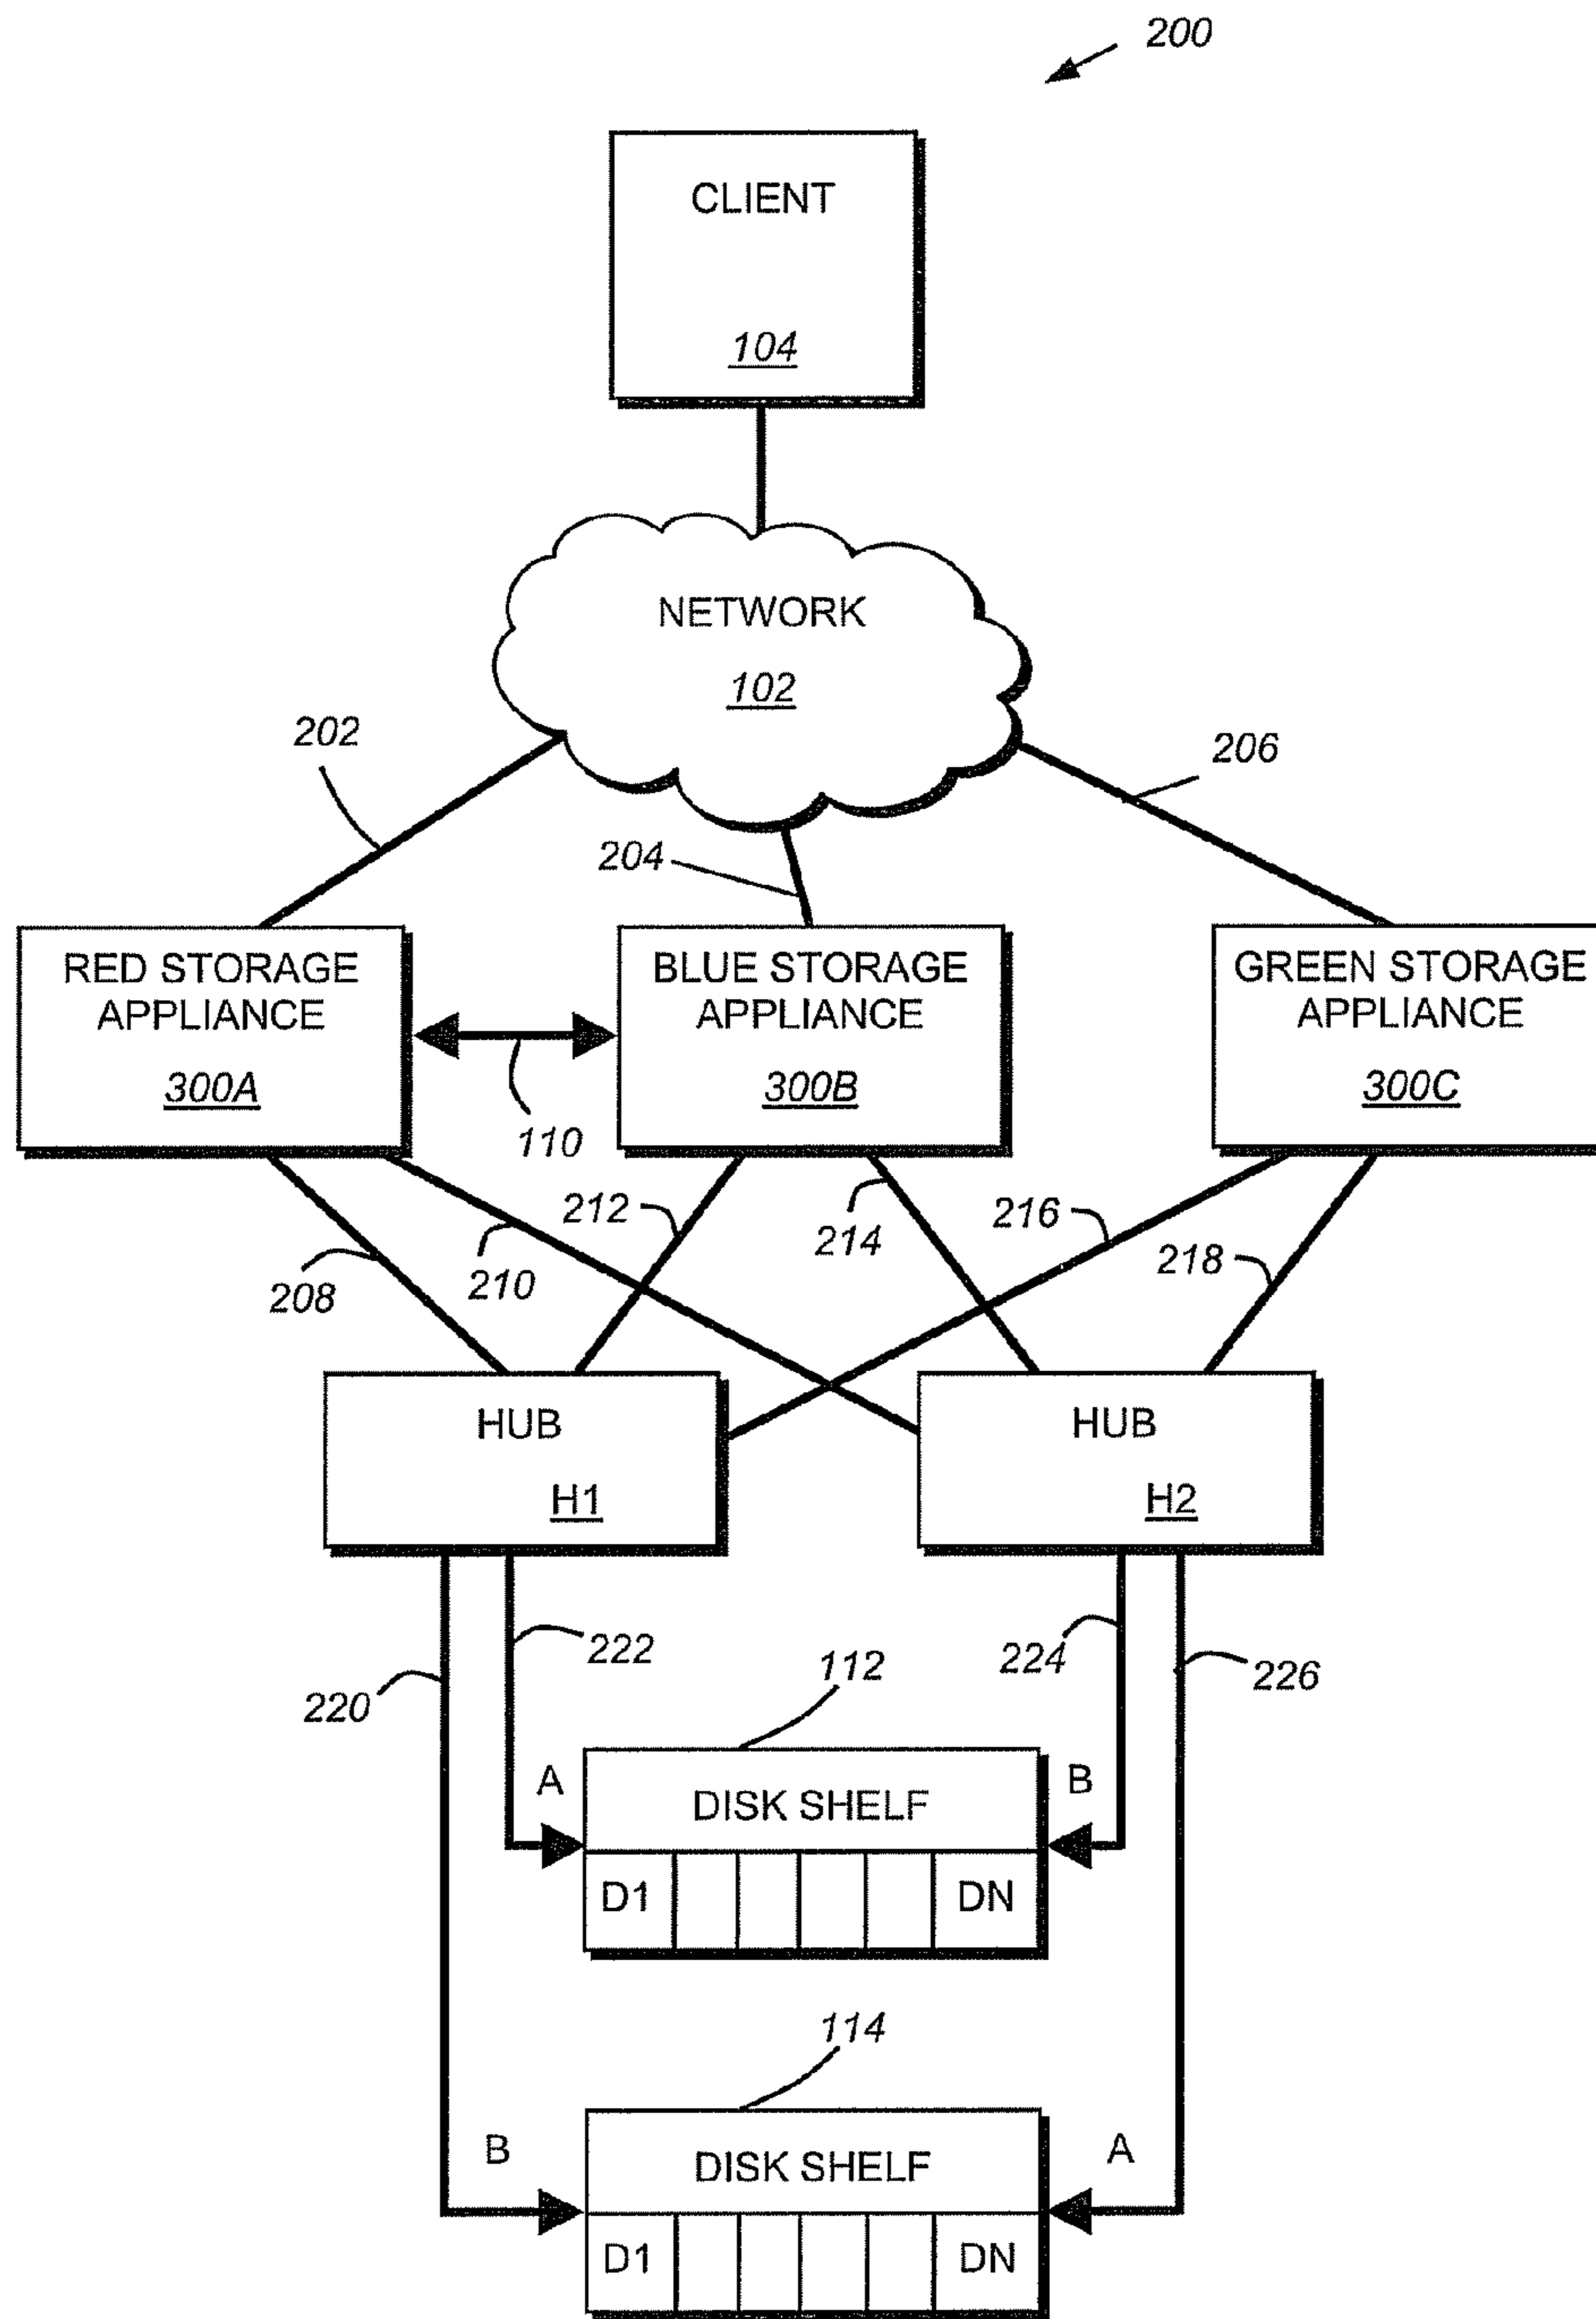 200
CLIENT
104
NETWORK
102
202
206
204
RED STORAGE
APPLIANCE
300A
BLUE STORAGE
APPLIANCE
300B
GREEN STORAGE
APPLIANCE
300C
110
208
210
212
214
216
218
HUB
H1
HUB
H2
220
222
224
226
112
A
B
DISK SHELF
D1
DN
114
B
A
DISK SHELF
D1
DN